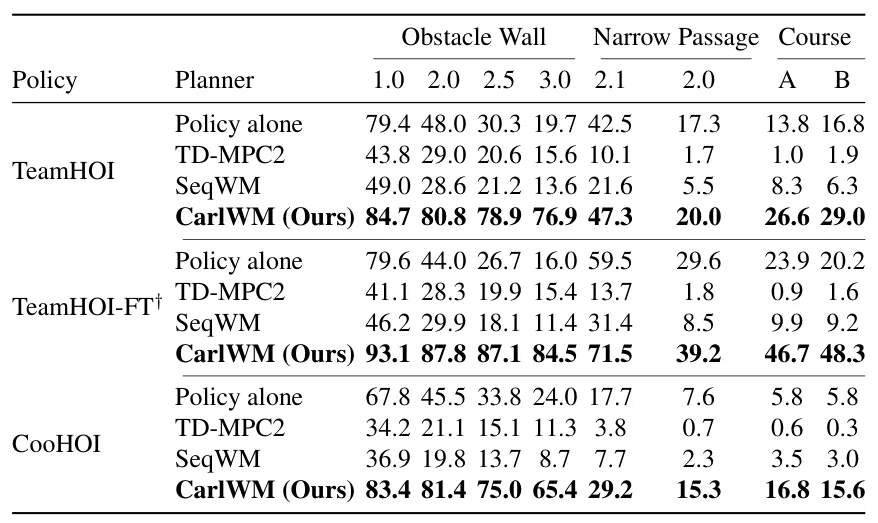 Obstacle Wall Narrow Passage Course
Policy Planner 1.0 2.0 2.5 3.0 2.1 2.0 A B
Policy alone 79.4 48.0 30.3 19.7 42.5 17.3 13.8 16.8
TD-MPC2 43.8 29.0 20.6 15.6 10.1 1.7 1.0 1.9
TeamHOI
SeqWM 49.0 28.6 21.2 13.6 21.6 5.5 8.3 6.3
CarlWM (Ours) 84.7 80.8 78.9 76.9 47.3 20.0 26.6 29.0
Policy alone 79.6 44.0 26.7 16.0 59.5 29.6 23.9 20.2
TD-MPC2 41.1 28.3 19.9 15.4 13.7 1.8 0.9 1.6
TeamHOI-FT†
SeqWM 46.2 29.9 18.1 11.4 31.4 8.5 9.9 9.2
CarlWM (Ours) 93.1 87.8 87.1 84.5 71.5 39.2 46.7 48.3
Policy alone 67.8 45.5 33.8 24.0 17.7 7.6 5.8 5.8
TD-MPC2 34.2 21.1 15.1 11.3 3.8 0.7 0.6 0.3
CooHOI
SeqWM 36.9 19.8 13.7 8.7 7.7 2.3 3.5 3.0
CarlWM (Ours) 83.4 81.4 75.0 65.4 29.2 15.3 16.8 15.6